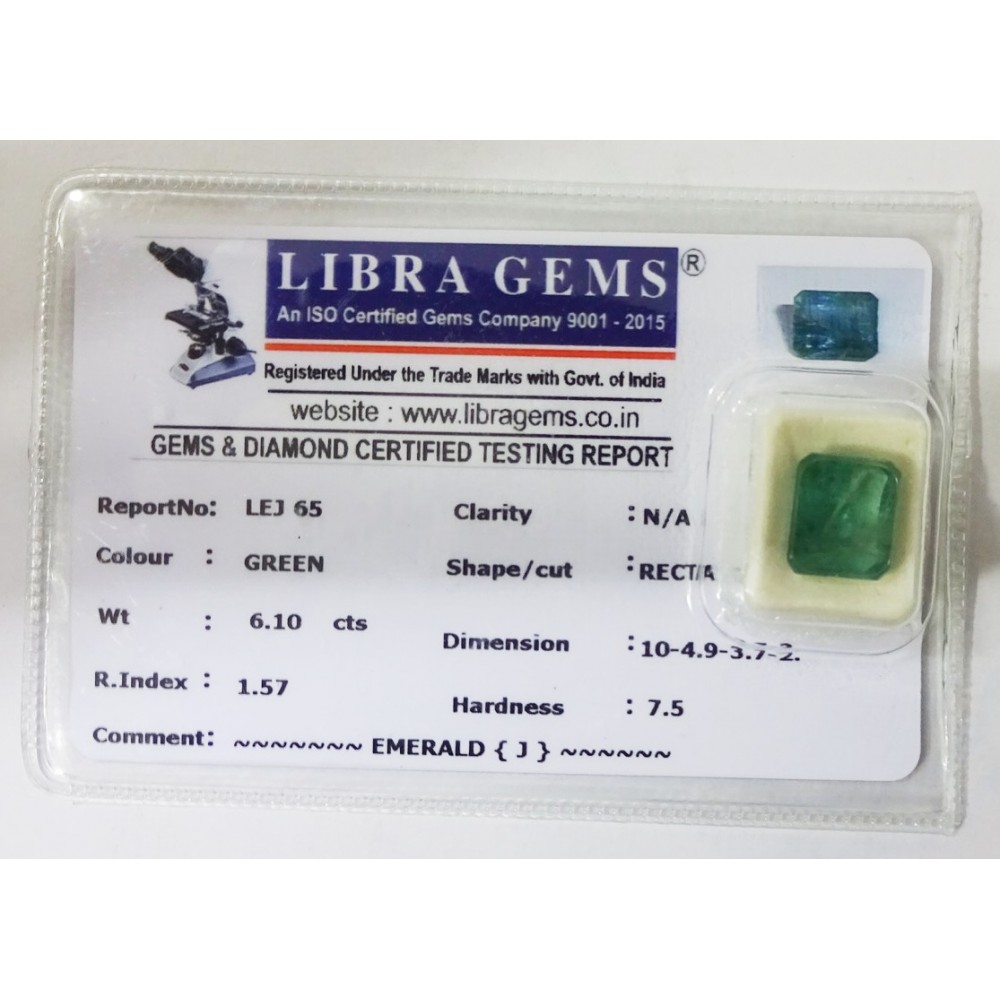 LIBRA GEMS ®
An ISO Certified Gems Company 9001 - 2015
Registered Under the Trade Marks with Govt. of India
website : www.libragems.co.in
GEMS & DIAMOND CERTIFIED TESTING REPORT
ReportNo: LEJ 65 Clarity : N/A
Colour : GREEN Shape/cut : RECTA
Wt : 6.10 cts Dimension : 10-4.9-3.7-2.
R.Index : 1.57 Hardness : 7.5
Comment: ~~~~~~~ EMERALD { J } ~~~~~~